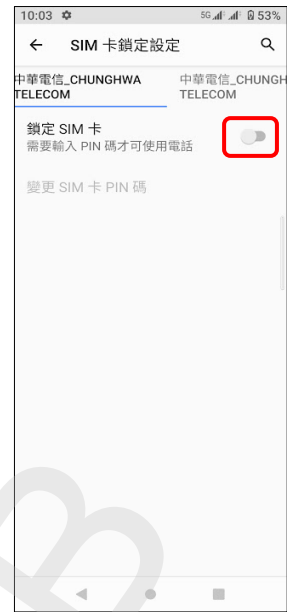 10:03 5G 53%
SIM 卡鎖定設定
中華電信_CHUNGHWA TELECOM
中華電信_CHUNGH TELECOM
鎖定 SIM 卡
需要輸入 PIN 碼才可使用電話
變更 SIM 卡 PIN 碼